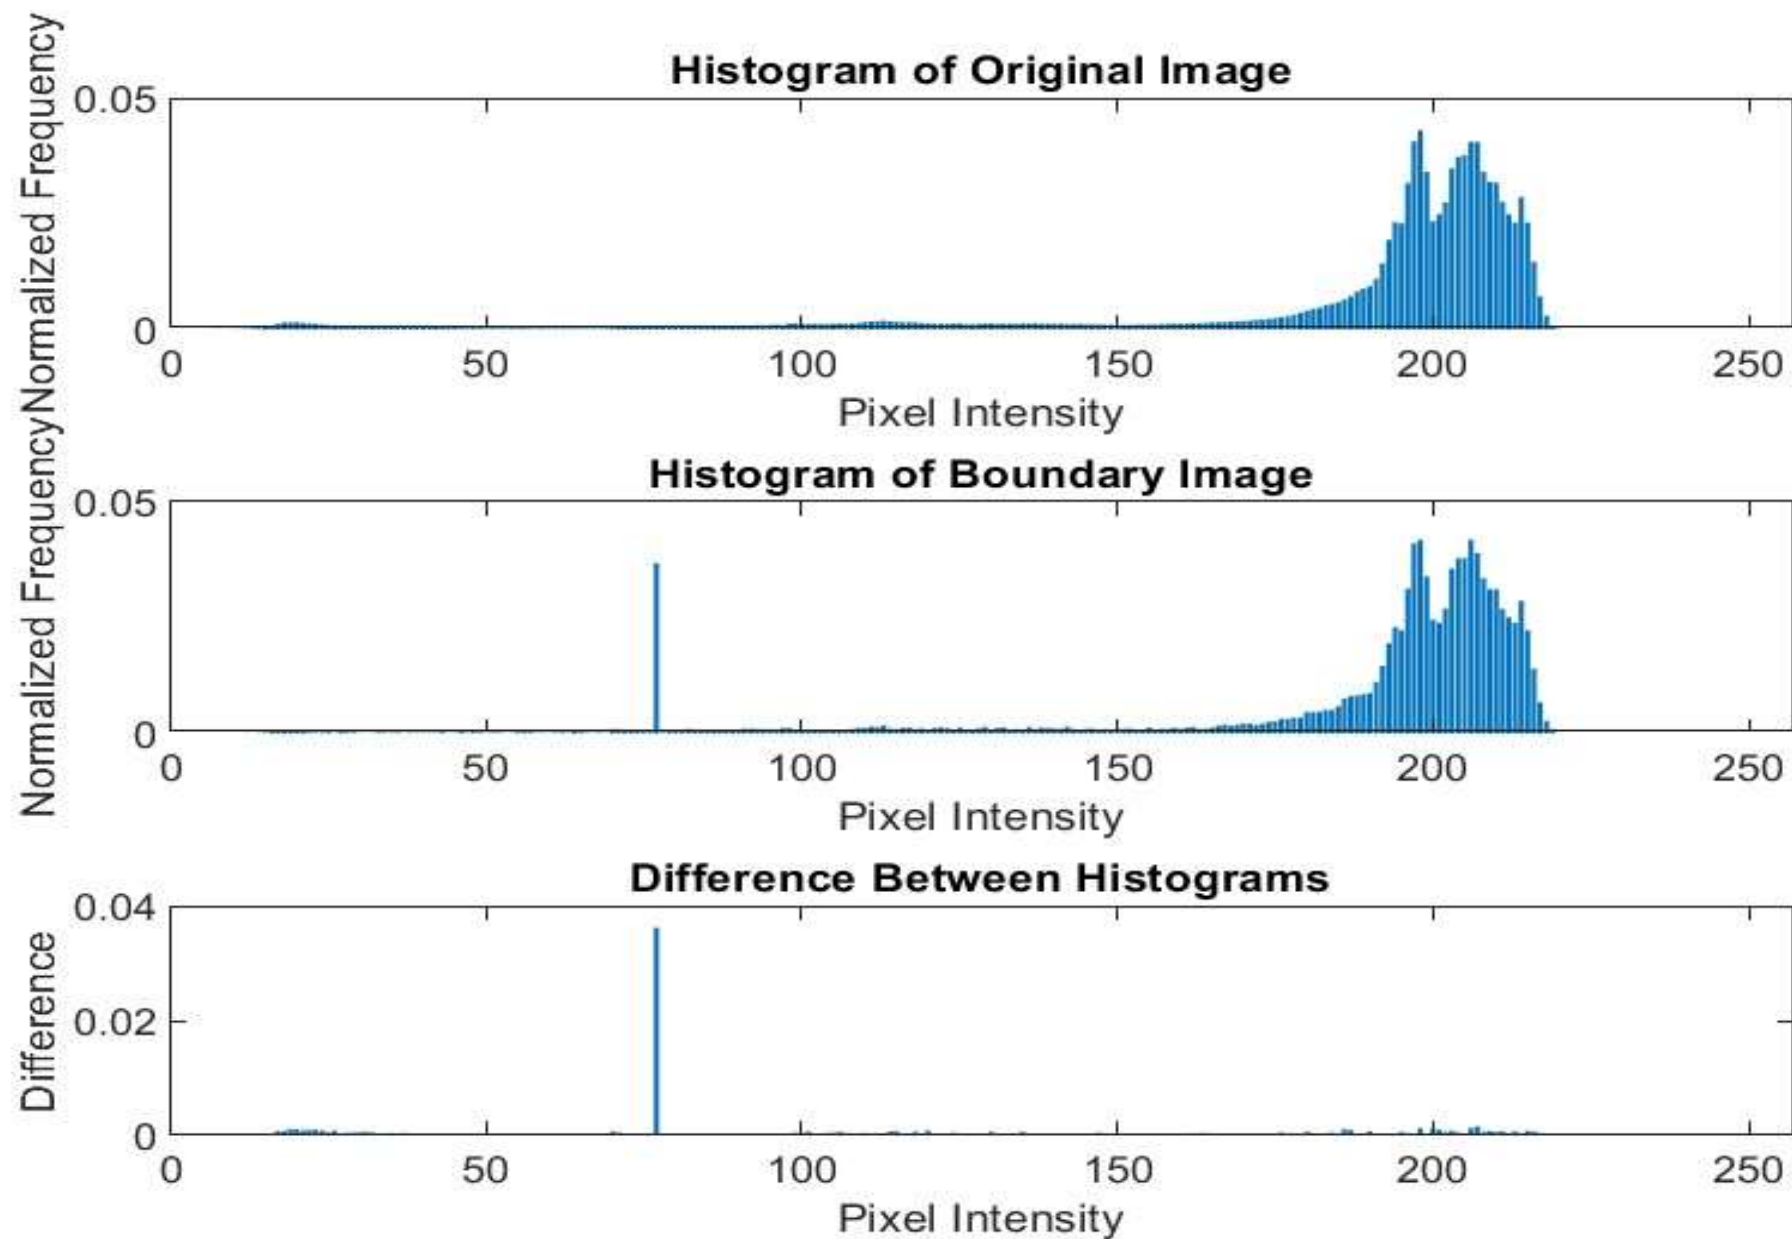 Histogram of Original Image
Normalized Frequency
0.05
0
0 50 100 150 200 250
Pixel Intensity
Histogram of Boundary Image
Normalized Frequency
0.05
0
0 50 100 150 200 250
Pixel Intensity
Difference Between Histograms
Difference
0.04
0.02
0
0 50 100 150 200 250
Pixel Intensity